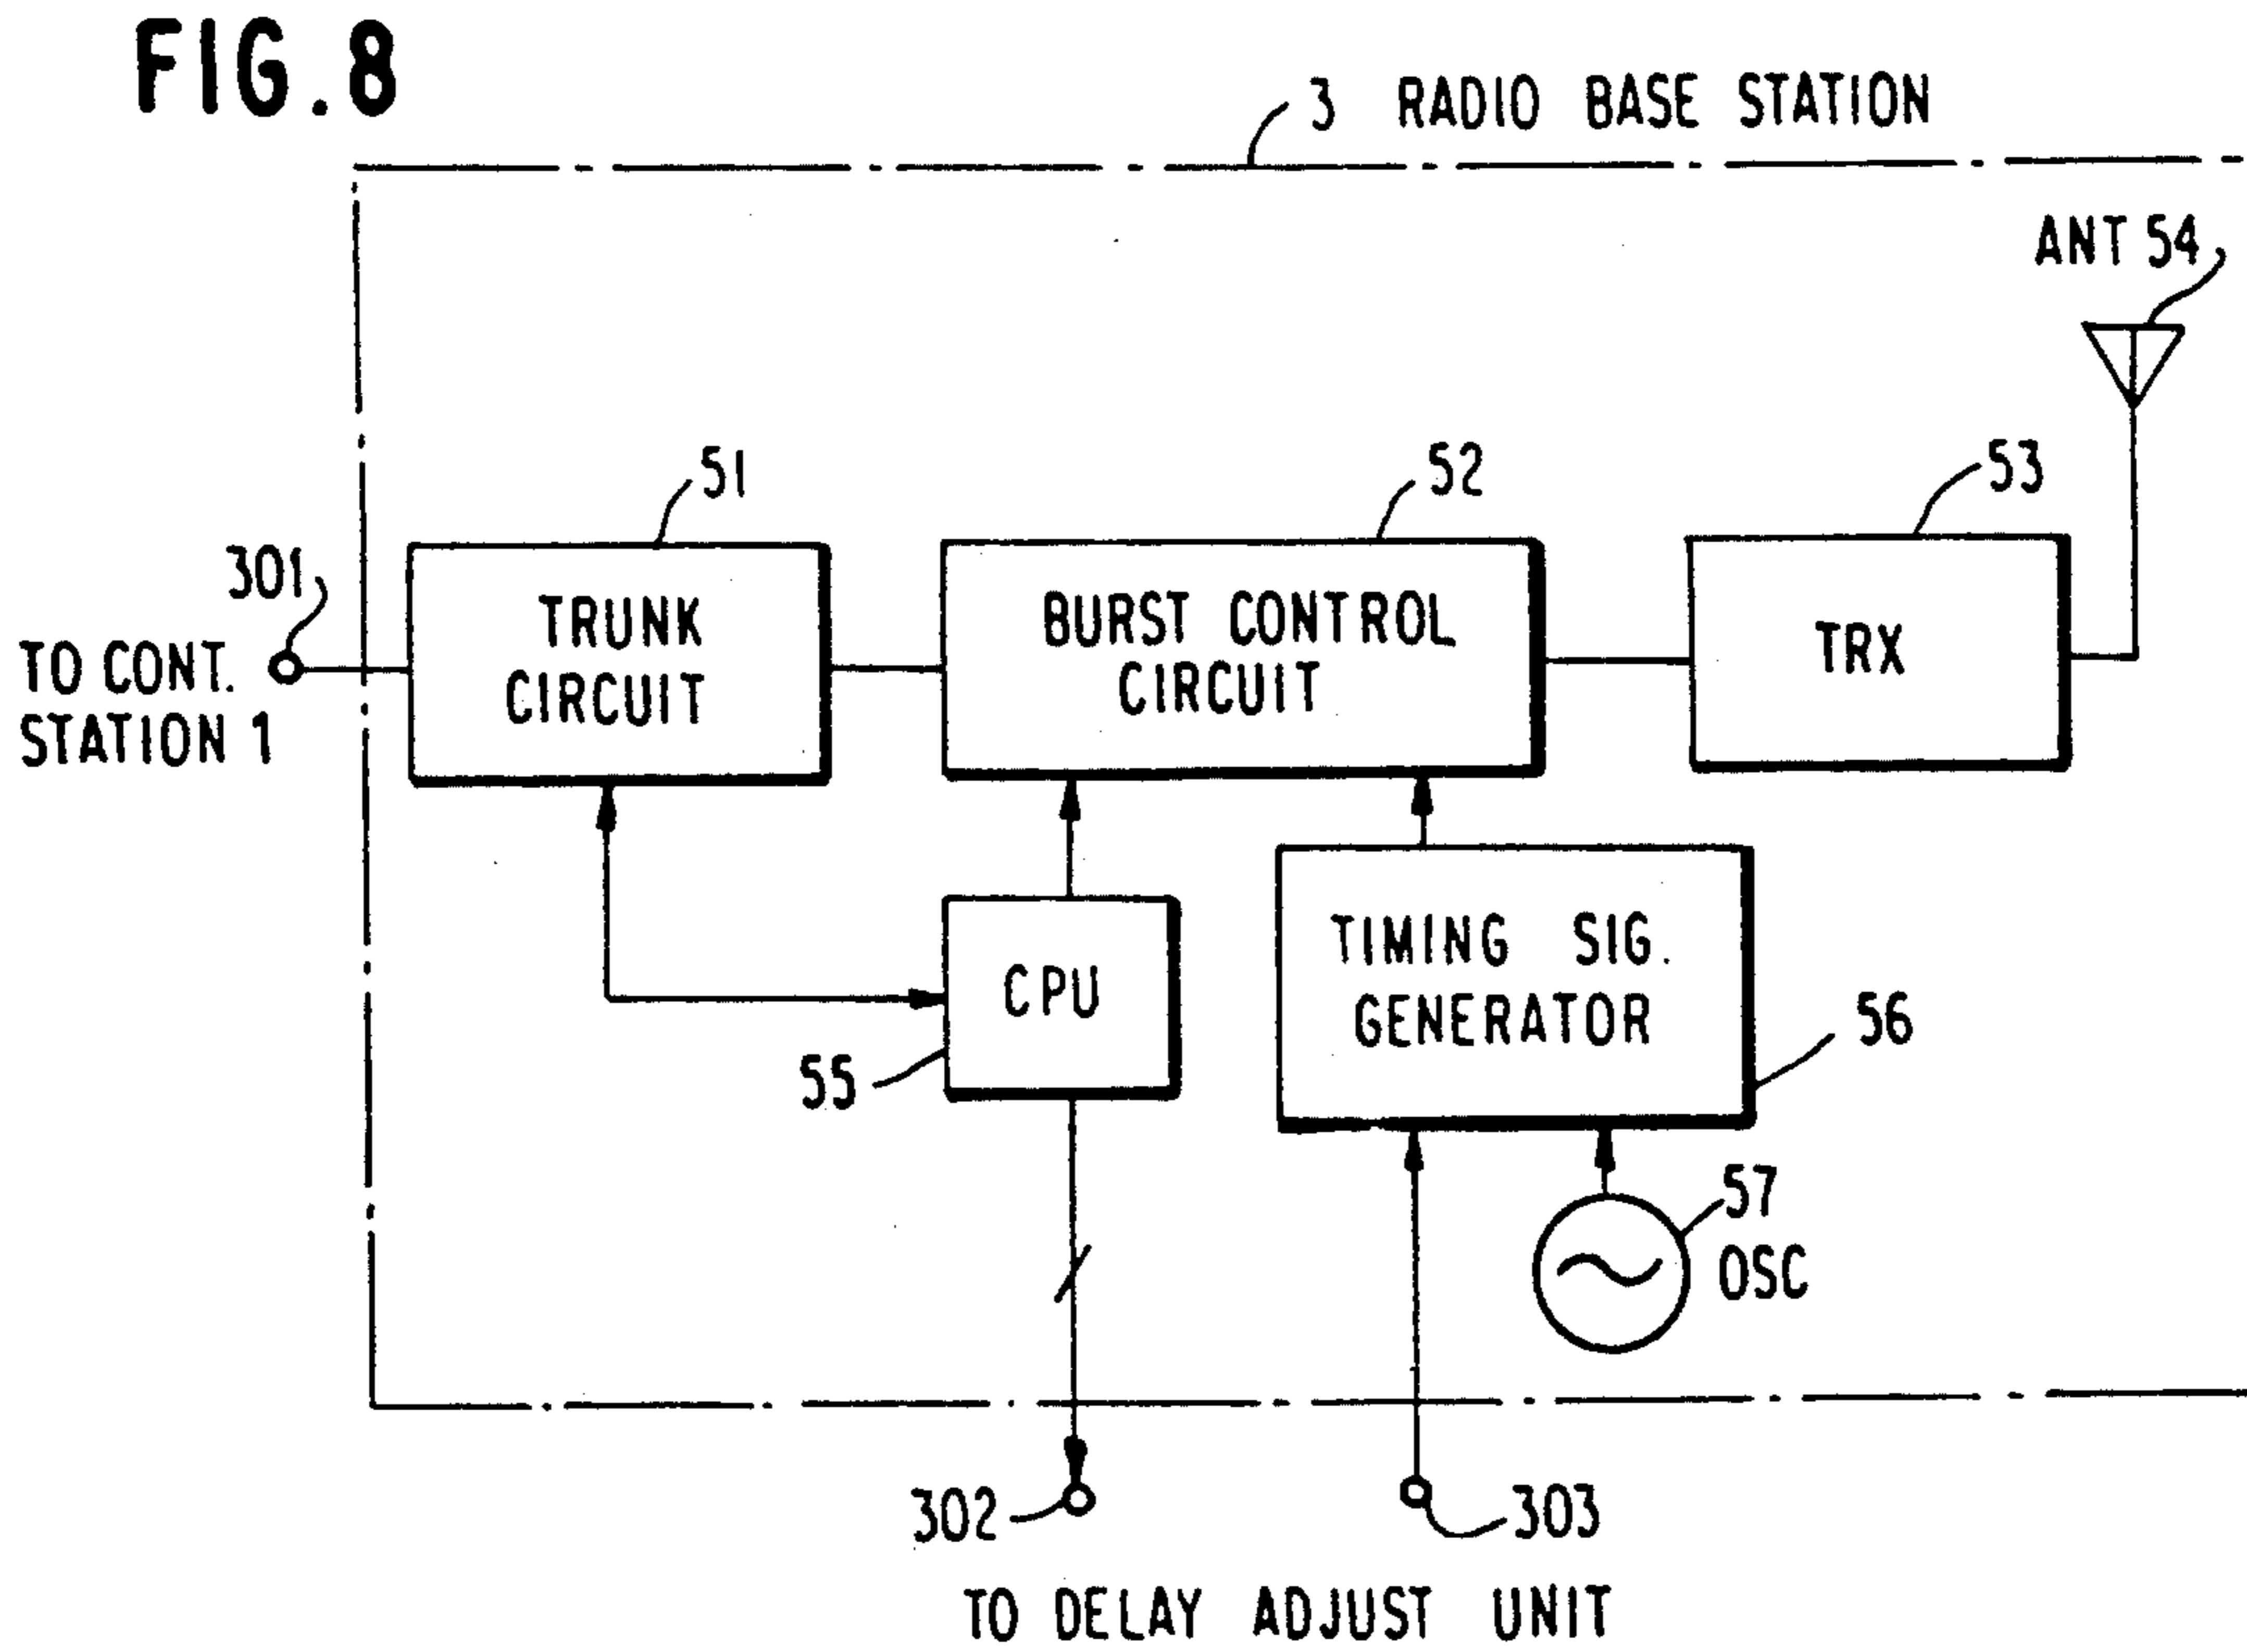 FIG.8
3 RADIO BASE STATION
ANT 54
51
52
53
301
TO CONT.
STATION 1
TRUNK
CIRCUIT
BURST CONTROL
CIRCUIT
TRX
CPU
55
TIMING SIG.
GENERATOR
56
57
OSC
302
303
TO DELAY ADJUST UNIT